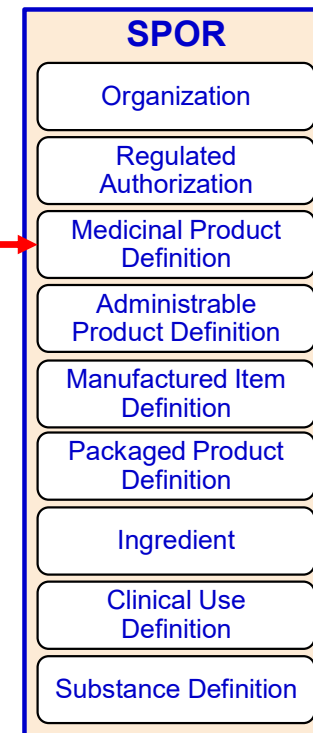 SPOR
Organization
Regulated
Authorization
Medicinal Product
Definition
Administrable
Product Definition
Manufactured Item
Definition
Packaged Product
Definition
Ingredient
Clinical Use
Definition
Substance Definition